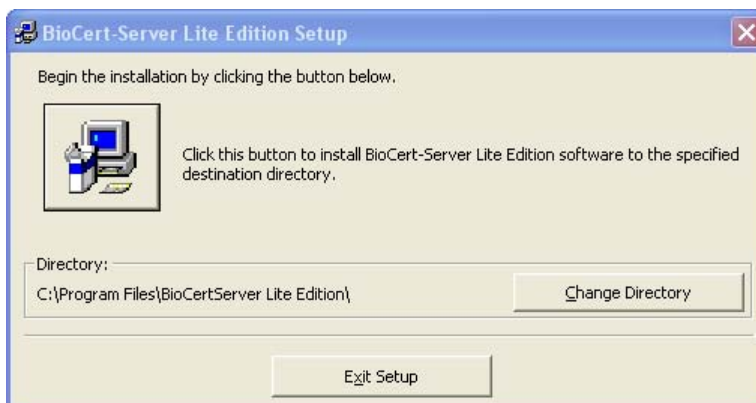 BioCert-Server Lite Edition Setup
Begin the installation by clicking the button below.
Click this button to install BioCert-Server Lite Edition software to the specified
destination directory.
Directory:
C:\Program Files\BioCertServer Lite Edition\
Change Directory
Exit Setup